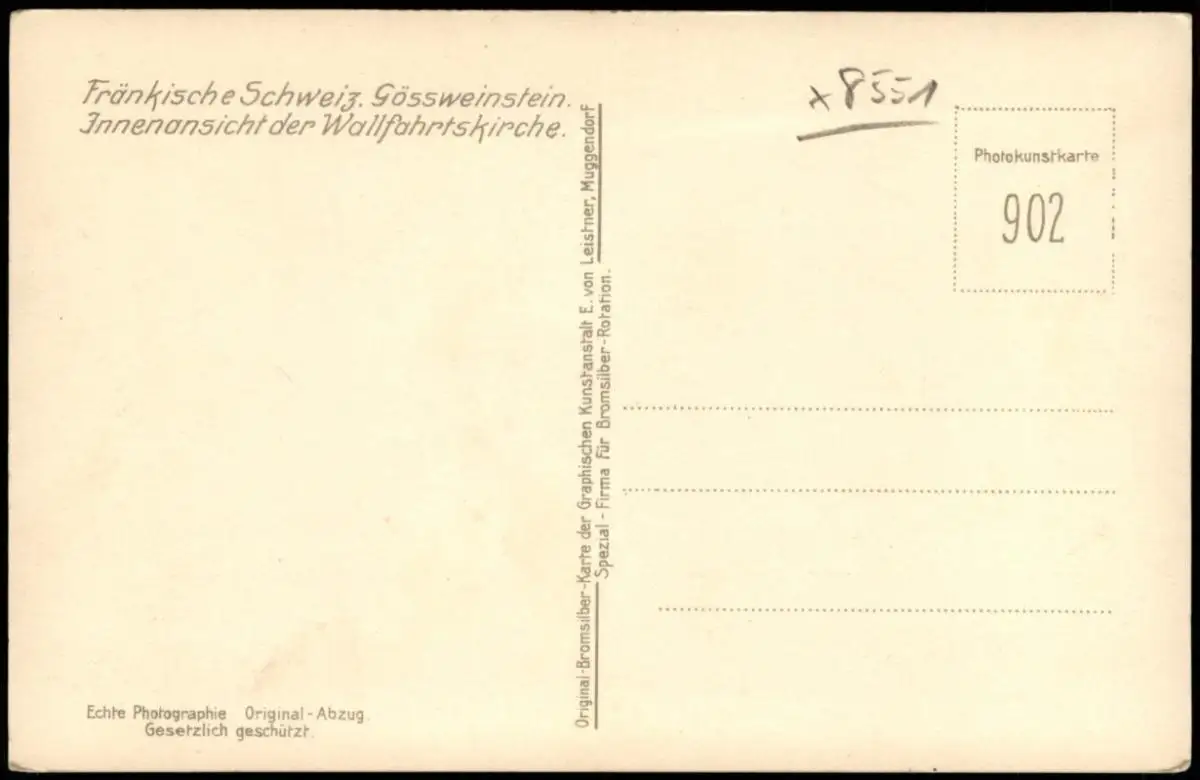 Fränkische Schweiz. Gössweinstein.
Innenansicht der Wallfahrtskirche.
x 8551
Photokunstkarte
902
Original-Bromsilber-Karte der Graphischen Kunstanstalt E. von Leistner, Muggendorf
Spezial-Firma für Bromsilber-Rotation.
Echte Photographie Original-Abzug.
Gesetzlich geschützt.